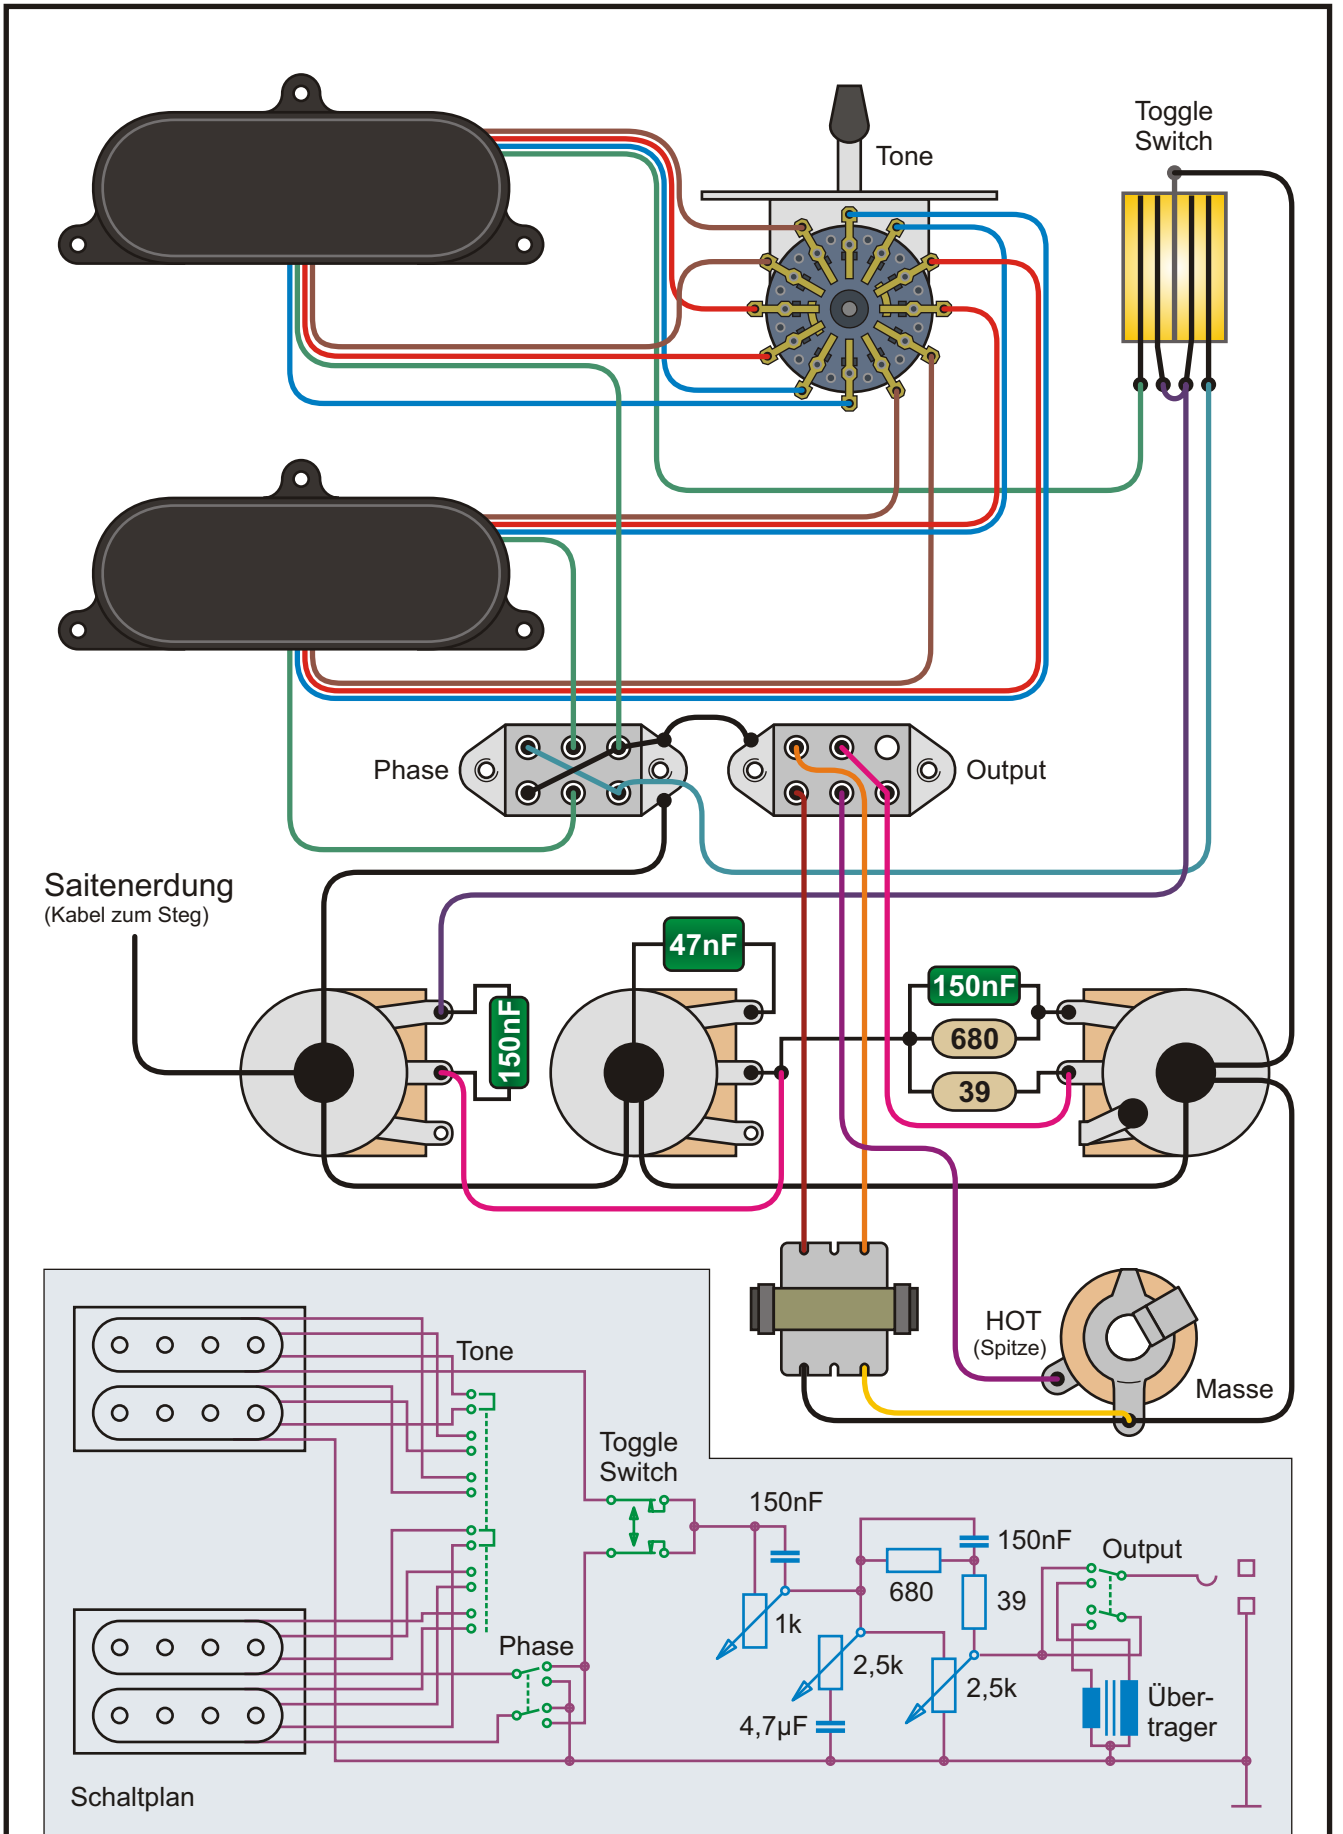 Tone
Toggle
Switch
Phase
Output
Saitenerdung
(Kabel zum Steg)
47nF
150nF
150nF
680
39
HOT
(Spitze)
Masse
Tone
Toggle
Switch
150nF
150nF
Output
680
39
1k
Phase
2,5k
2,5k
4,7µF
Über-
trager
Schaltplan